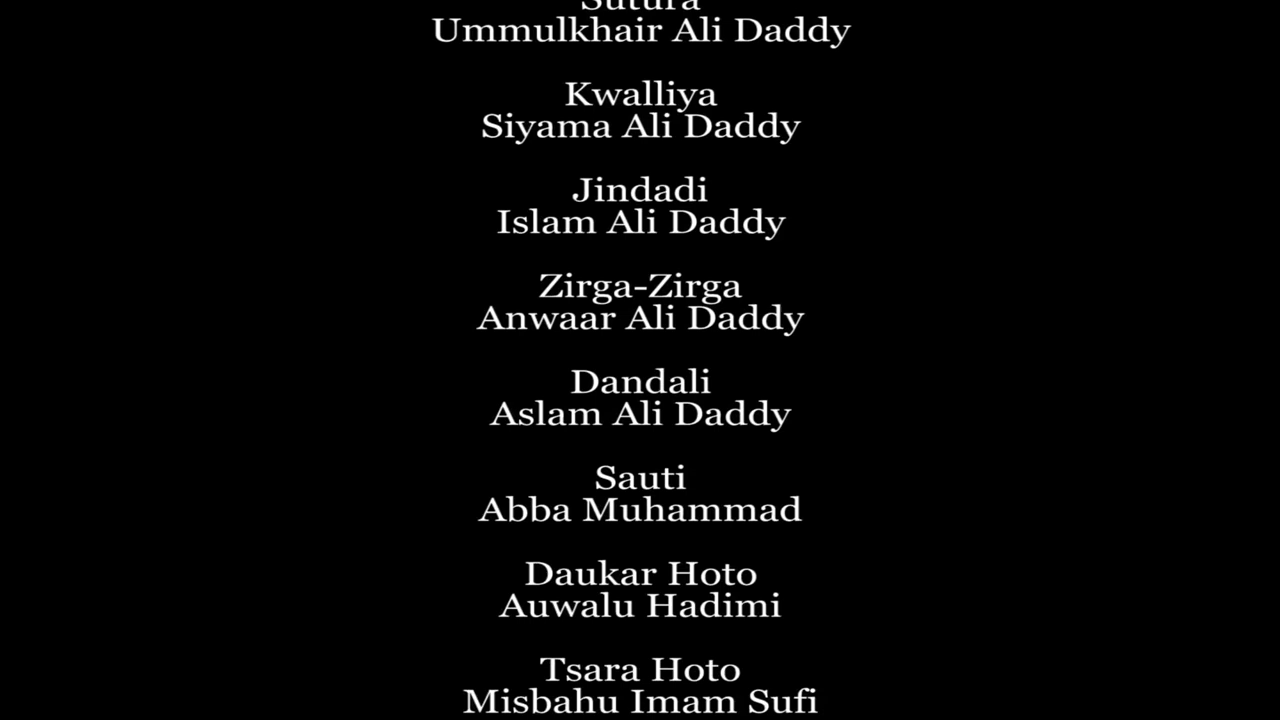 Sutura
Ummulkhair Ali Daddy
Kwalliya
Siyama Ali Daddy
Jindadi
Islam Ali Daddy
Zirga-Zirga
Anwaar Ali Daddy
Dandali
Aslam Ali Daddy
Sauti
Abba Muhammad
Daukar Hoto
Auwalu Hadimi
Tsara Hoto
Misbahu Imam Sufi